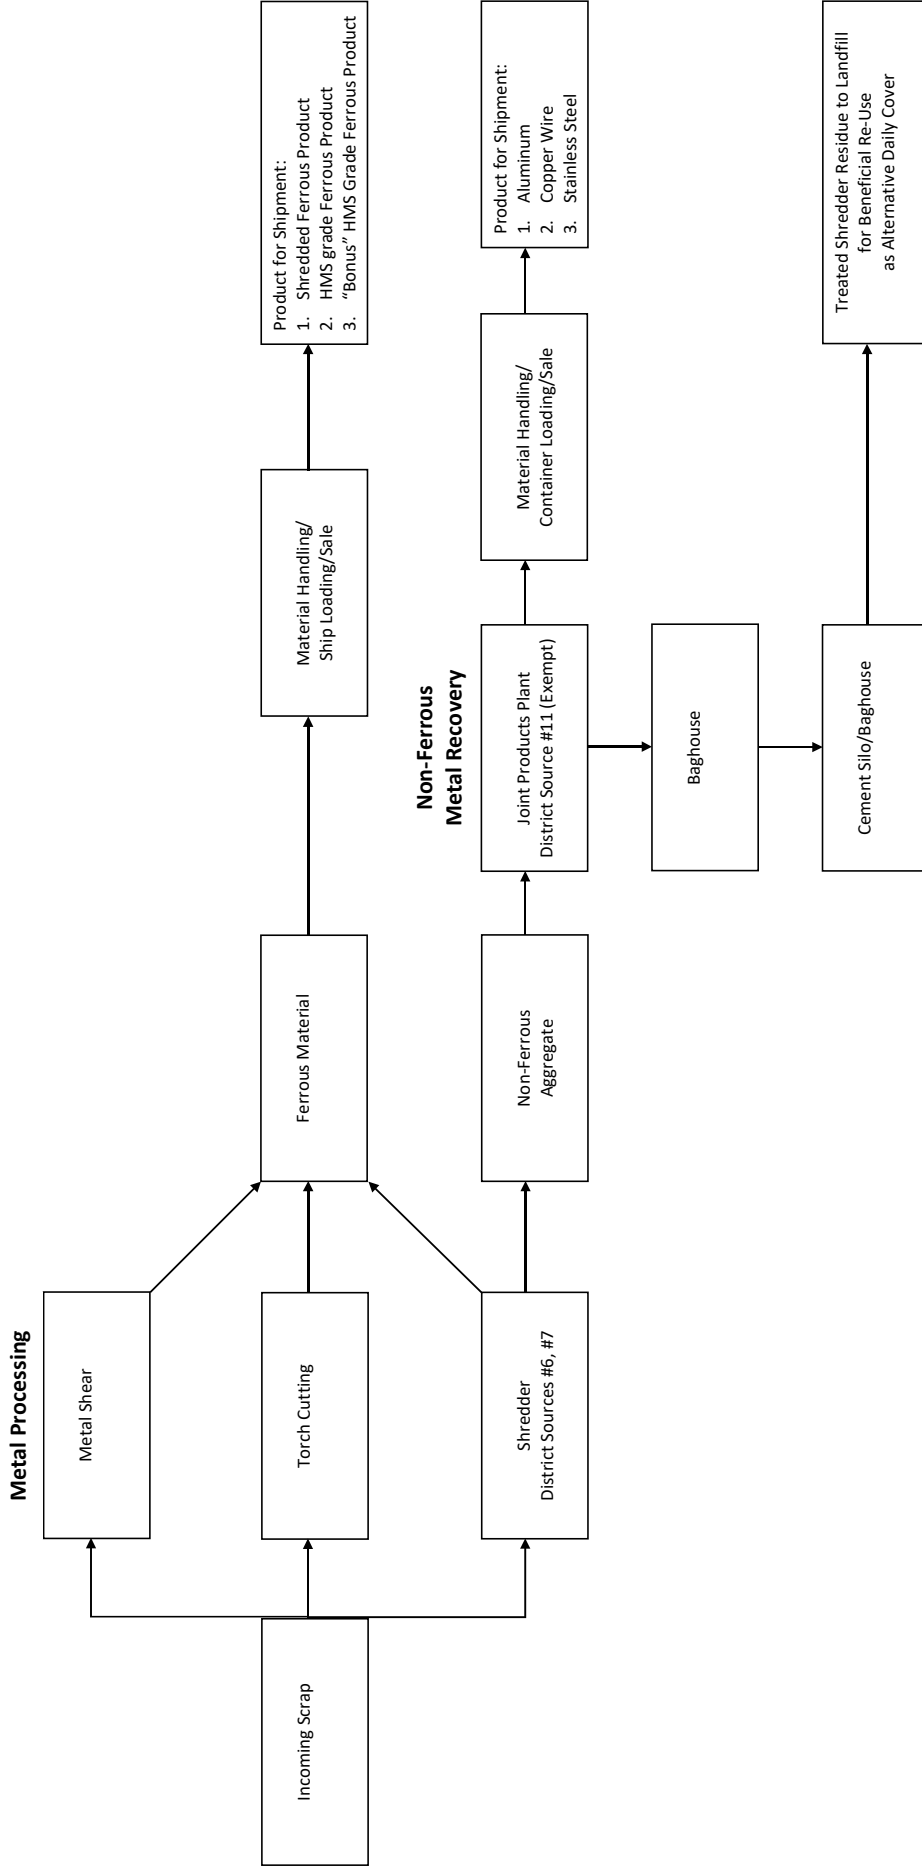 Metal Processing
Incoming Scrap
Metal Shear
Torch Cutting
Shredder
District Sources #6, #7
Ferrous Material
Material Handling/
Ship Loading/Sale
Product for Shipment:
1. Shredded Ferrous Product
2. HMS grade Ferrous Product
3. “Bonus” HMS Grade Ferrous Product
Non-Ferrous
Aggregate
Non-Ferrous
Metal Recovery
Joint Products Plant
District Source #11 (Exempt)
Material Handling/
Container Loading/Sale
Product for Shipment:
1. Aluminum
2. Copper Wire
3. Stainless Steel
Baghouse
Cement Silo/Baghouse
Treated Shredder Residue to Landfill
for Beneficial Re-Use
as Alternative Daily Cover